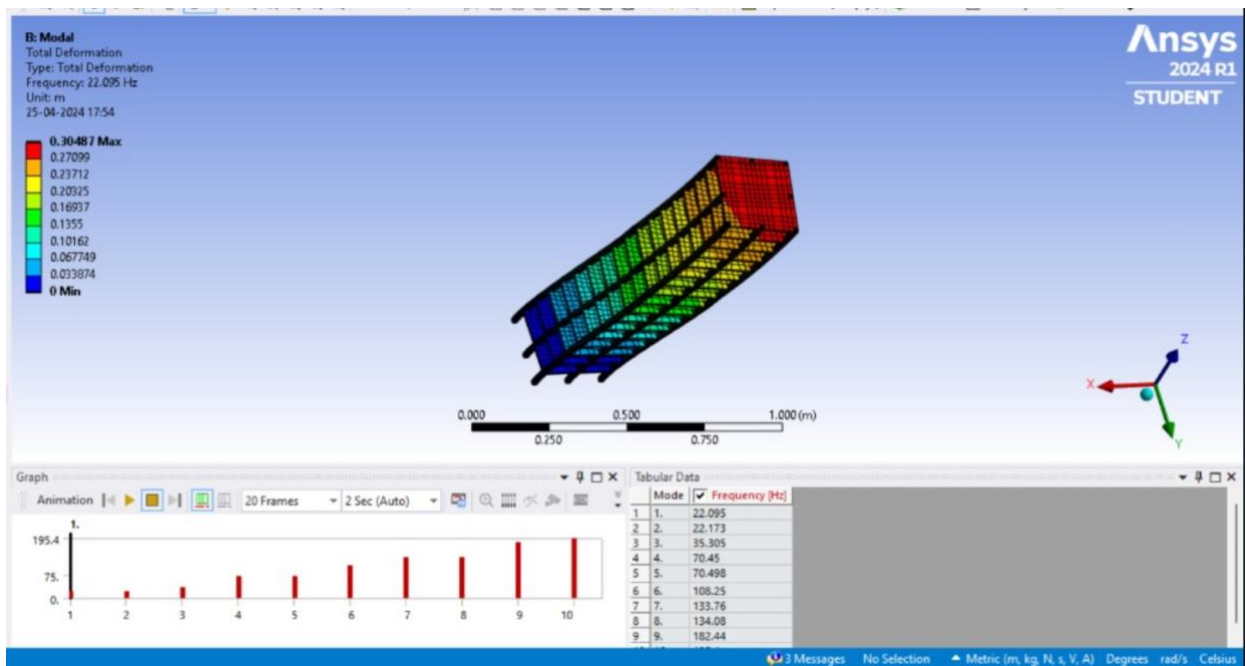 B: Modal
Total Deformation
Type: Total Deformation
Frequency: 22.095 Hz
Unit: m
25-04-2024 17:54
0.30487 Max
0.27099
0.23712
0.20325
0.16937
0.1355
0.10162
0.067749
0.033874
0 Min
Ansys
2024 R1
STUDENT
Z
X
Y
0.000 0.500 1.000 (m)
0.250 0.750
Graph
Animation 20 Frames 2 Sec (Auto)
1.
195.4
75.
0.
1 2 3 4 5 6 7 8 9 10
Tabular Data
Mode Frequency [Hz]
1 1. 22.095
2 2. 22.173
3 3. 35.305
4 4. 70.45
5 5. 70.498
6 6. 108.25
7 7. 133.76
8 8. 134.08
9 9. 182.44
3 Messages No Selection Metric (m, kg, N, s, V, A) Degrees rad/s Celsius